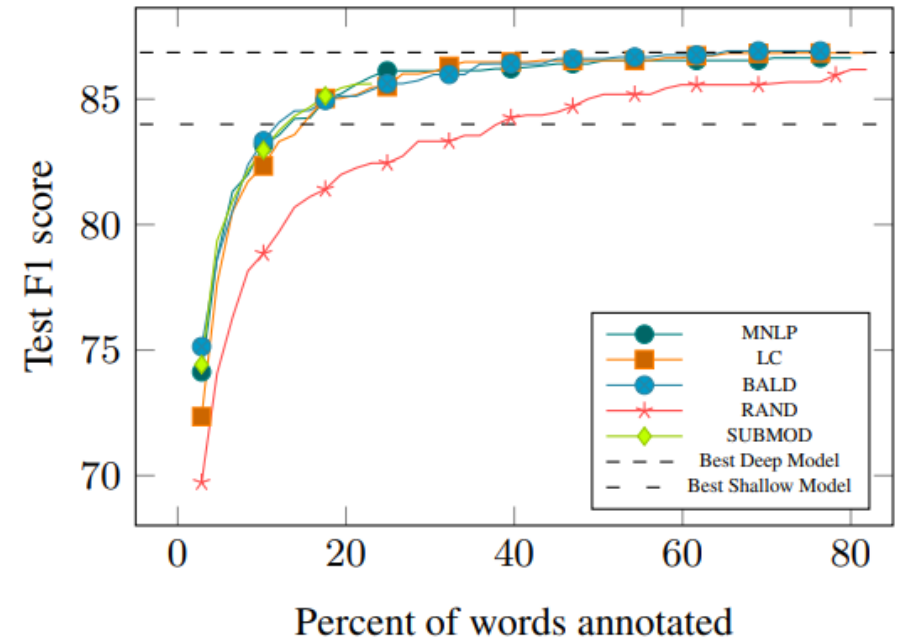 85
80
75
70
Test F1 score
MNLP
LC
BALD
RAND
SUBMOD
Best Deep Model
Best Shallow Model
0 20 40 60 80
Percent of words annotated